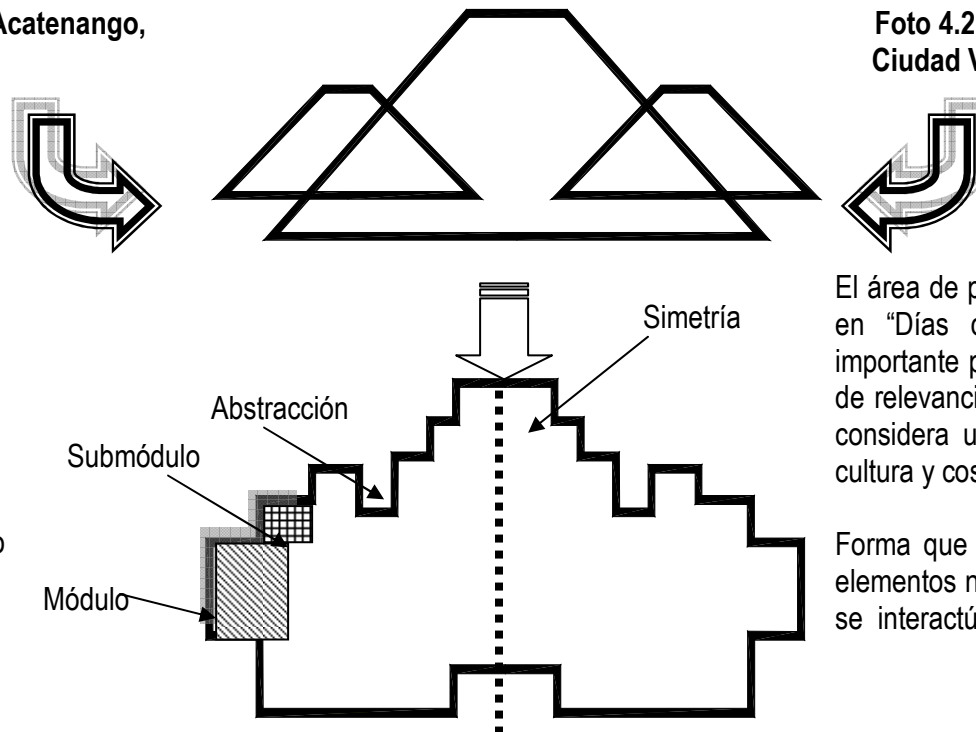 Acatenango,
Foto 4.2
Ciudad V
Simetría
Abstracción
Submódulo
Módulo
El área de p
en “Días c
importante p
de relevanci
considera u
cultura y cos
Forma que
elementos n
se interactú